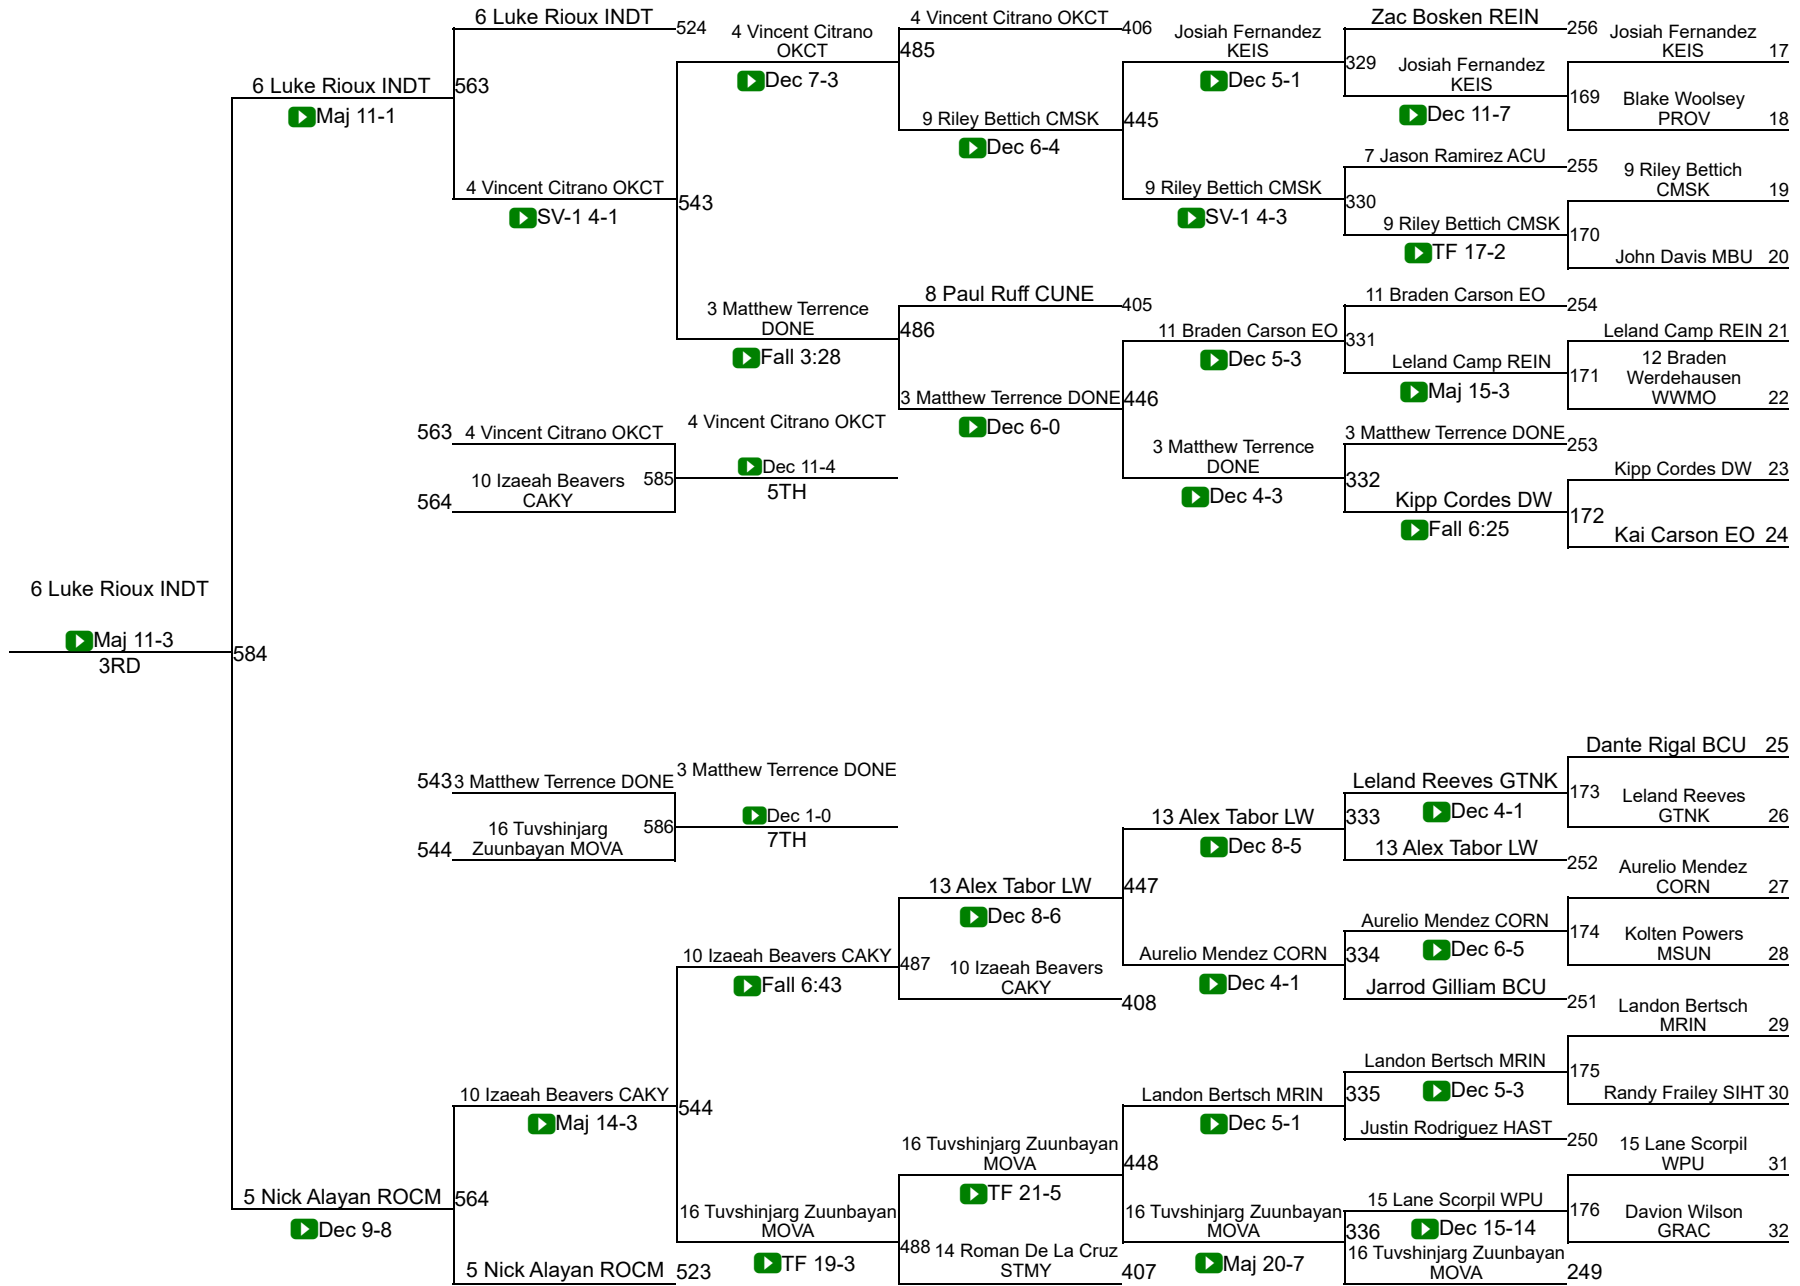 6 Luke Rioux INDT
524
4 Vincent Citrano
OKCT
4 Vincent Citrano OKCT
406
Josiah Fernandez
KEIS
Zac Bosken REIN
256
Josiah Fernandez
KEIS
17
563
6 Luke Rioux INDT
Maj 11-1
Dec 7-3
485
Dec 5-1
329
Josiah Fernandez
KEIS
Dec 11-7
169
Blake Woolsey
PROV
18
9 Riley Bettich CMSK
445
Dec 6-4
7 Jason Ramirez ACU
255
9 Riley Bettich
CMSK
19
4 Vincent Citrano OKCT
SV-1 4-1
543
9 Riley Bettich CMSK
SV-1 4-3
330
9 Riley Bettich CMSK
TF 17-2
170
John Davis MBU
20
3 Matthew Terrence
DONE
Fall 3:28
8 Paul Ruff CUNE
405
486
11 Braden Carson EO
254
11 Braden Carson EO
Dec 5-3
331
Leland Camp REIN
21
Leland Camp REIN
Maj 15-3
171
12 Braden
Werdehausen
WWMO
22
3 Matthew Terrence DONE
446
Dec 6-0
563
4 Vincent Citrano OKCT
4 Vincent Citrano OKCT
585
Dec 11-4
5TH
564
10 Izaeah Beavers
CAKY
3 Matthew Terrence
DONE
Dec 4-3
3 Matthew Terrence DONE
253
332
Kipp Cordes DW
23
Kipp Cordes DW
Fall 6:25
172
Kai Carson EO
24
6 Luke Rioux INDT
Maj 11-3
3RD
584
Dante Rigal BCU
25
543
3 Matthew Terrence DONE
3 Matthew Terrence DONE
586
Dec 1-0
7TH
544
16 Tuvshinjarg
Zuunbayan MOVA
Leland Reeves GTNK
Dec 4-1
173
Leland Reeves
GTNK
26
13 Alex Tabor LW
Dec 8-5
333
13 Alex Tabor LW
252
Aurelio Mendez
CORN
27
13 Alex Tabor LW
Dec 8-6
447
Aurelio Mendez CORN
Dec 6-5
174
Kolten Powers
MSUN
28
10 Izaeah Beavers CAKY
Fall 6:43
487
10 Izaeah Beavers
CAKY
408
Aurelio Mendez CORN
Dec 4-1
334
Jarrod Gilliam BCU
251
Landon Bertsch
MRIN
29
10 Izaeah Beavers CAKY
Maj 14-3
544
Landon Bertsch MRIN
Dec 5-1
335
Landon Bertsch MRIN
Dec 5-3
175
Randy Frailey SIHT
30
Justin Rodriguez HAST
250
15 Lane Scorpil
WPU
31
16 Tuvshinjarg Zuunbayan
MOVA
TF 21-5
448
5 Nick Alayan ROCM
Dec 9-8
564
16 Tuvshinjarg Zuunbayan
MOVA
TF 19-3
488
14 Roman De La Cruz
STMY
407
16 Tuvshinjarg Zuunbayan
MOVA
Maj 20-7
336
15 Lane Scorpil WPU
Dec 15-14
176
Davion Wilson
GRAC
32
5 Nick Alayan ROCM
523
16 Tuvshinjarg Zuunbayan
MOVA
249